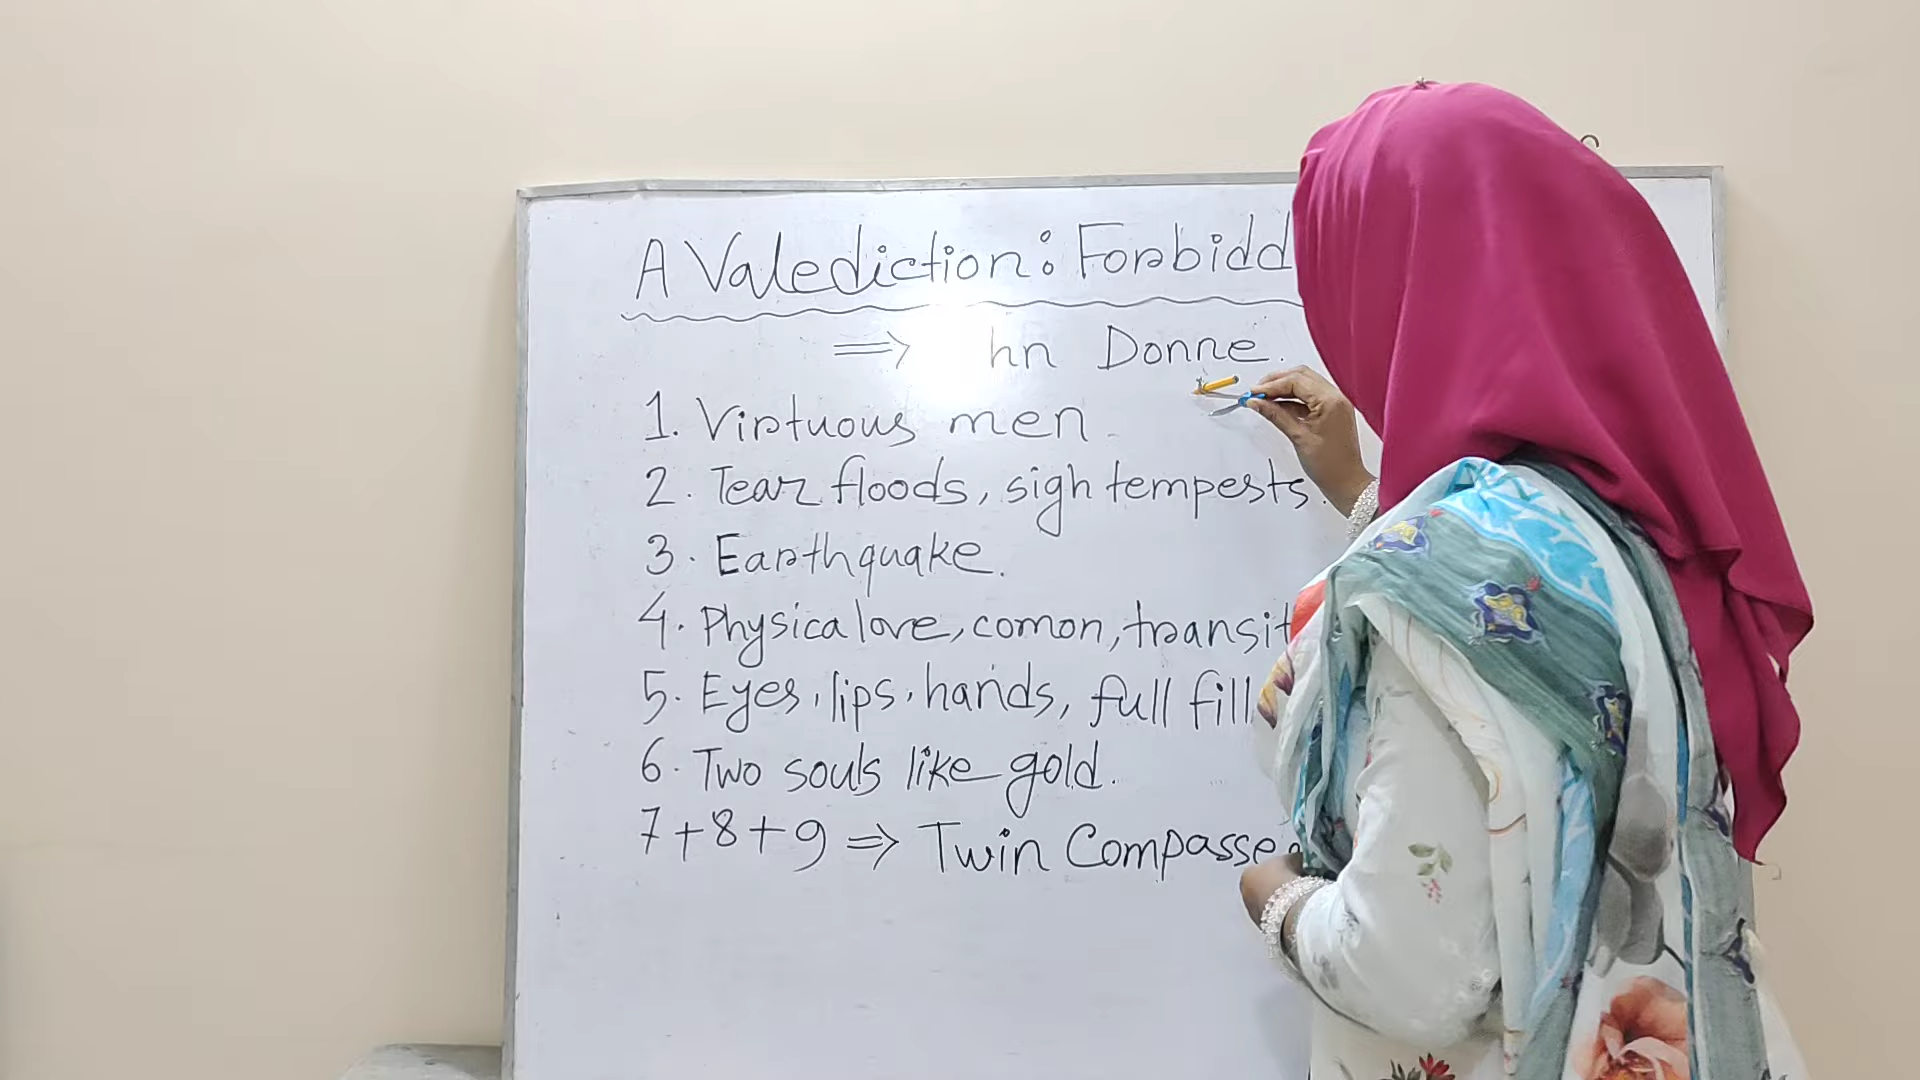 A Valediction: Forbidd
⇒ hn Donne.
1. Virtuous men
2. Tear floods, sigh tempests.
3. Earthquake.
4. Physica love, comon, transit
5. Eyes, lips, hands, full fill
6. Two souls like gold.
7+8+9 ⇒ Twin Compasse